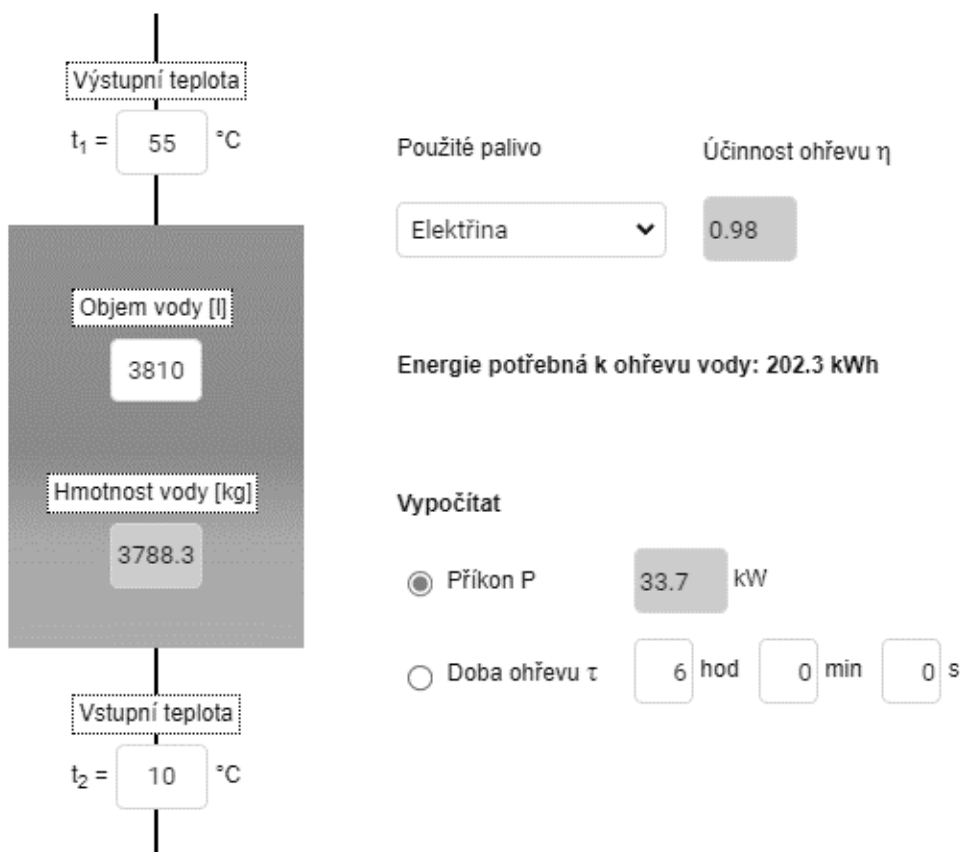 Výstupní teplota
t₁ = 55 °C
Použité palivo
Účinnost ohřevu η
Elektřina
0.98
Objem vody [l]
3810
Energie potřebná k ohřevu vody: 202.3 kWh
Hmotnost vody [kg]
3788.3
Vypočítat
Příkon P 33.7 kW
Doba ohřevu τ 6 hod 0 min 0 s
Vstupní teplota
t₂ = 10 °C